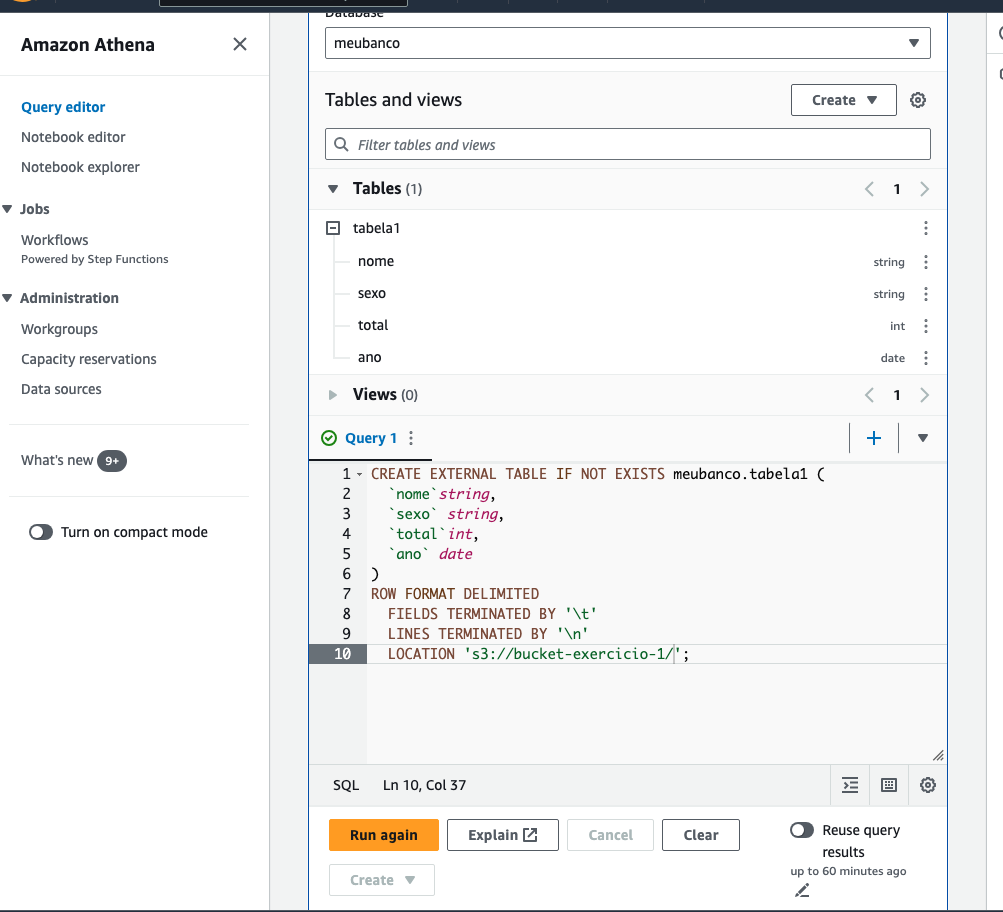 Database
Amazon Athena
meubanco
Query editor
Tables and views
Create
Notebook editor
Filter tables and views
Notebook explorer
Tables (1)
1
Jobs
tabela1
Workflows
Powered by Step Functions
nome
string
sexo
string
Administration
total
int
Workgroups
ano
date
Capacity reservations
Data sources
Views (0)
1
Query 1
What's new 9+
Turn on compact mode
1 CREATE EXTERNAL TABLE IF NOT EXISTS meubanco.tabela1 (
2 `nome`string,
3 `sexo` string,
4 `total`int,
5 `ano` date
6 )
7 ROW FORMAT DELIMITED
8 FIELDS TERMINATED BY '\t'
9 LINES TERMINATED BY '\n'
10 LOCATION 's3://bucket-exercicio-1/';
SQL
Ln 10, Col 37
Run again
Explain
Cancel
Clear
Reuse query
results
up to 60 minutes ago
Create